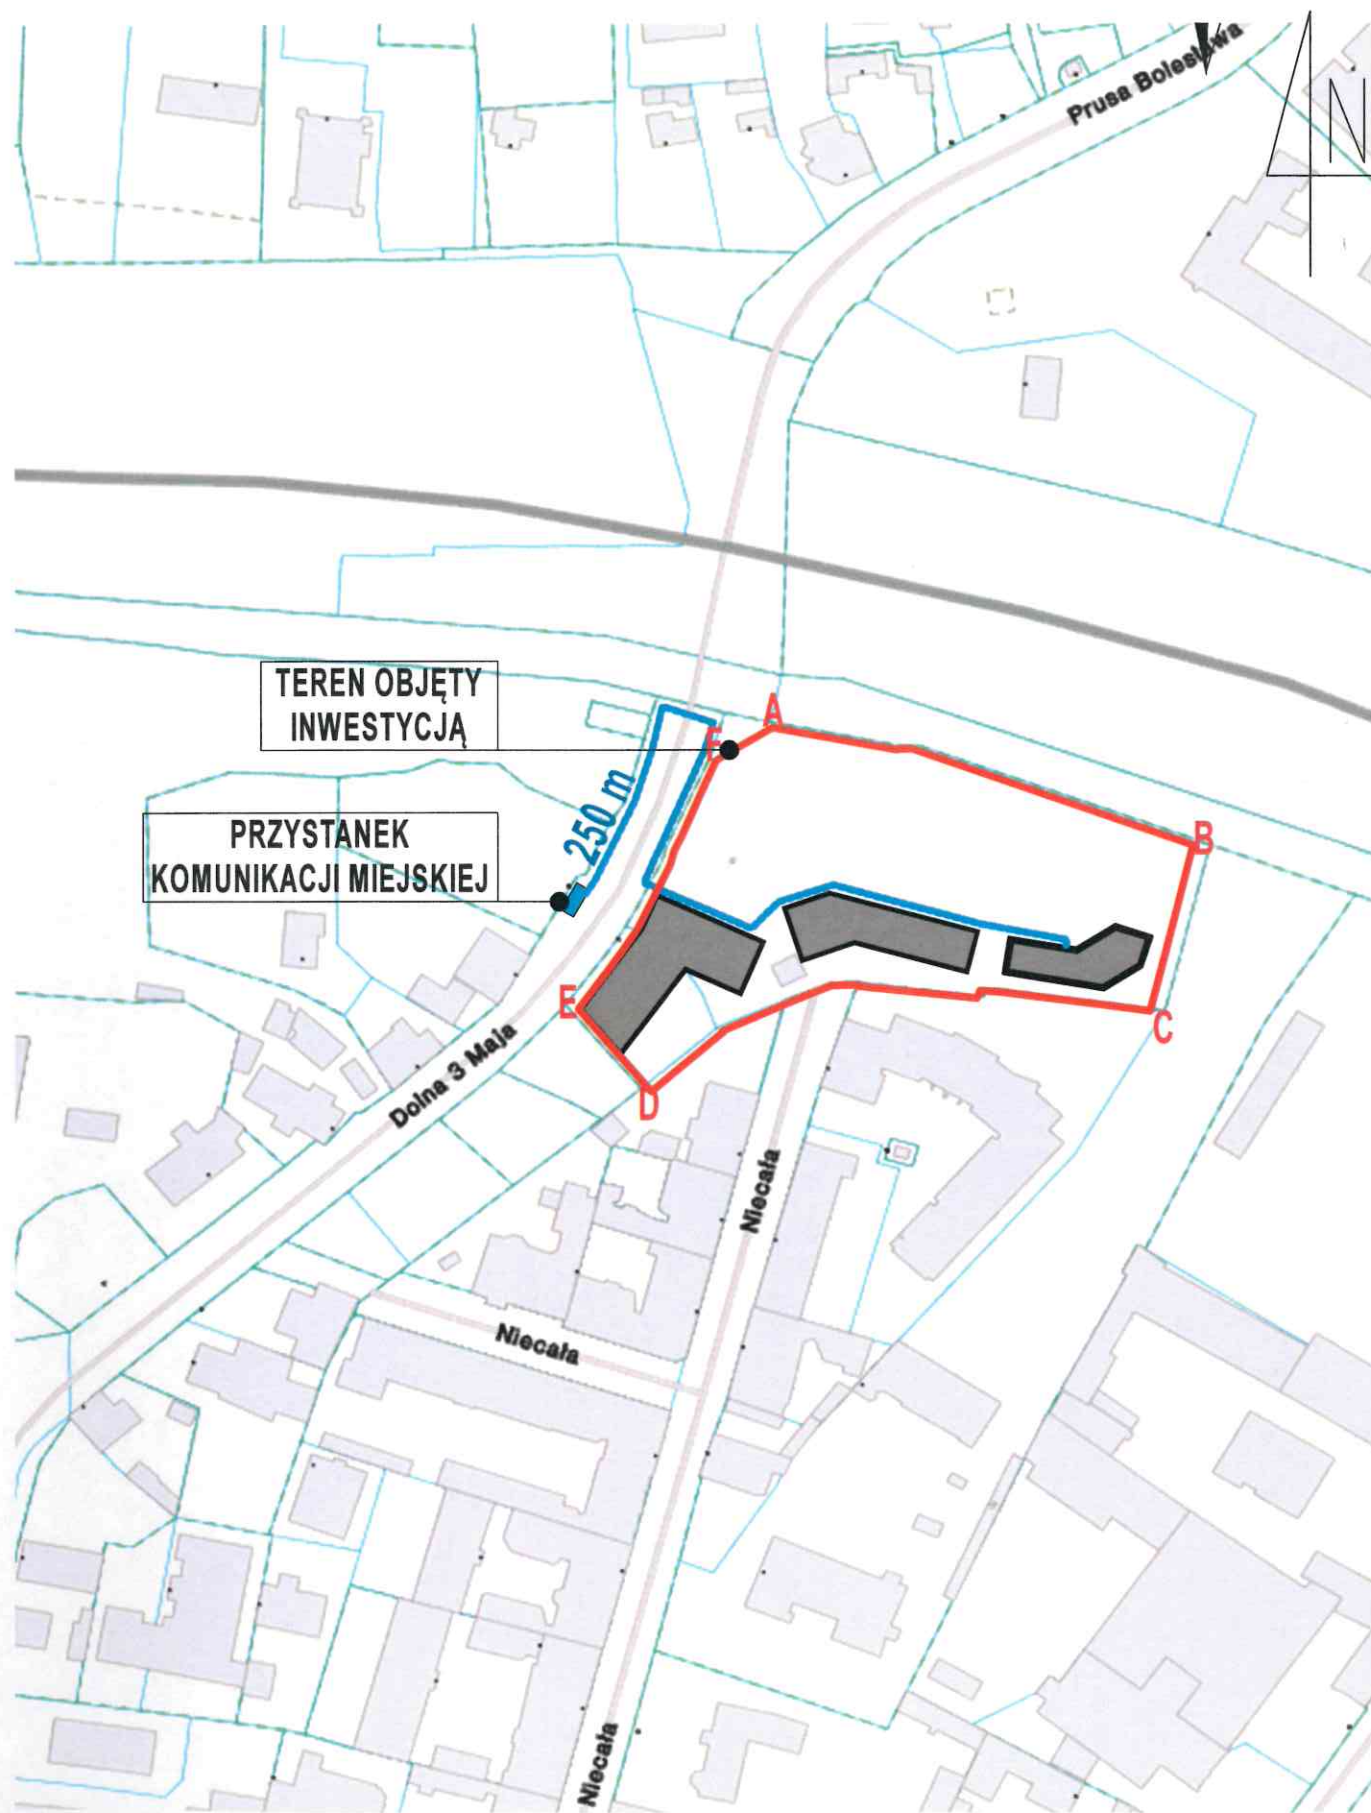 Prusa Bolesława
N
TEREN OBJĘTY
INWESTYCJĄ
A
F
B
250 m
PRZYSTANEK
KOMUNIKACJI MIEJSKIEJ
E
C
Dolna 3 Maja
D
Niecała
Niecała
Niecała